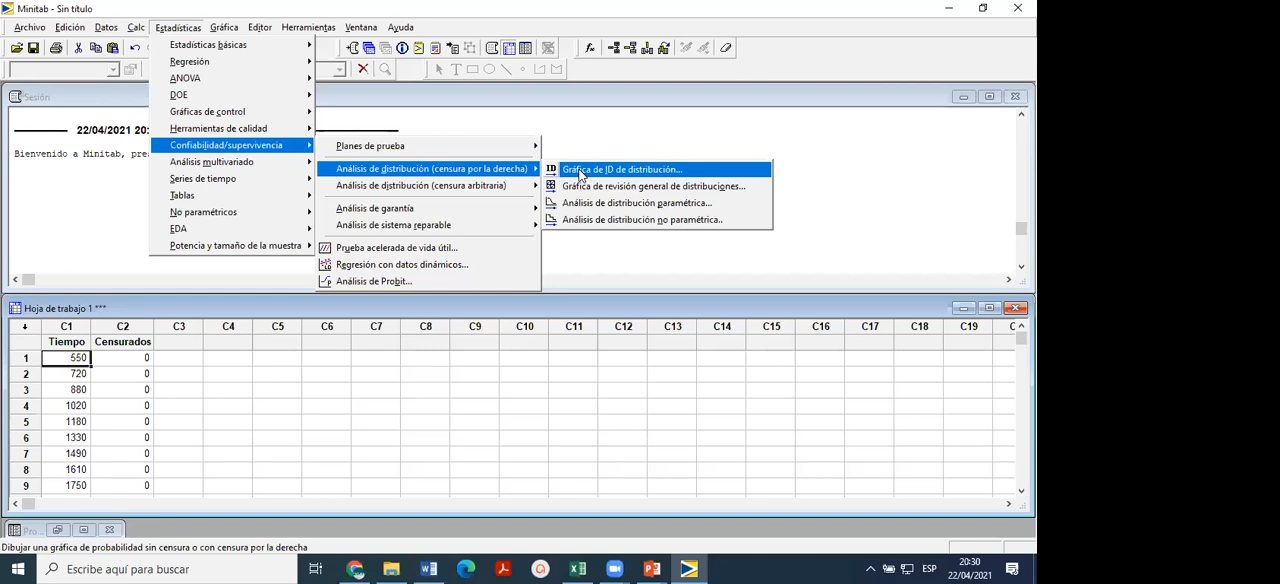 Minitab - Sin título
Archivo Edición Datos Calc Estadísticas Gráfica Editor Herramientas Ventana Ayuda
Estadísticas básicas
Regresión
ANOVA
DOE
Gráficas de control
Herramientas de calidad
Confiabilidad/supervivencia
Análisis multivariado
Series de tiempo
Tablas
No paramétricos
EDA
Potencia y tamaño de la muestra
Planes de prueba
Análisis de distribución (censura por la derecha)
Análisis de distribución (censura arbitraria)
Análisis de garantía
Análisis de sistema reparable
Prueba acelerada de vida útil...
Regresión con datos dinámicos...
Análisis de Probit...
Gráfica de ID de distribución...
Gráfica de revisión general de distribuciones...
Análisis de distribución paramétrica...
Análisis de distribución no paramétrica..
Sesión
22/04/2021 20:
Bienvenido a Minitab, pre
Hoja de trabajo 1 ***
C1 C2 C3 C4 C5 C6 C7 C8 C9 C10 C11 C12 C13 C14 C15 C16 C17 C18 C19 C
Tiempo Censurados
1 550 0
2 720 0
3 880 0
4 1020 0
5 1180 0
6 1330 0
7 1490 0
8 1610 0
9 1750 0
Pro...
Dibujar una gráfica de probabilidad sin censura o con censura por la derecha
Escribe aquí para buscar
ESP
20:30
22/04/2021